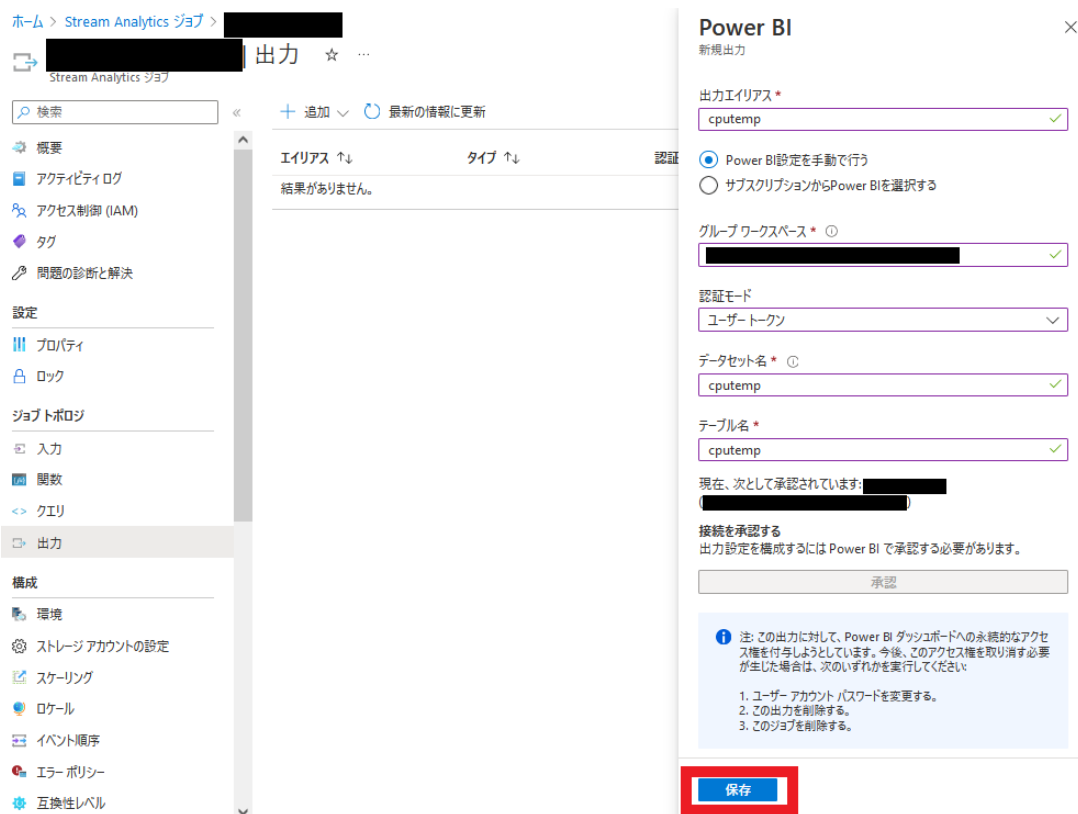 ホーム > Stream Analytics ジョブ >
| 出力 ☆ …
Stream Analytics ジョブ
検索
«
概要
アクティビティ ログ
アクセス制御 (IAM)
タグ
問題の診断と解決
設定
プロパティ
ロック
ジョブ トポロジ
入力
関数
クエリ
出力
構成
環境
ストレージ アカウントの設定
スケーリング
ロケール
イベント順序
エラー ポリシー
互換性レベル
+ 追加 最新の情報に更新
エイリアス ↑↓ タイプ ↑↓ 認証
結果がありません。
Power BI
新規出力
出力エイリアス *
cputemp
Power BI設定を手動で行う
サブスクリプションからPower BIを選択する
グループ ワークスペース *
認証モード
ユーザー トークン
データセット名 *
cputemp
テーブル名 *
cputemp
現在、次として承認されています:
( )
接続を承認する
出力設定を構成するには Power BI で承認する必要があります。
承認
注: この出力に対して、Power BI ダッシュボードへの永続的なアクセ
ス権を付与しようとしています。今後、このアクセス権を取り消す必要
が生じた場合は、次のいずれかを実行してください:
1. ユーザー アカウント パスワードを変更する。
2. この出力を削除する。
3. このジョブを削除する。
保存